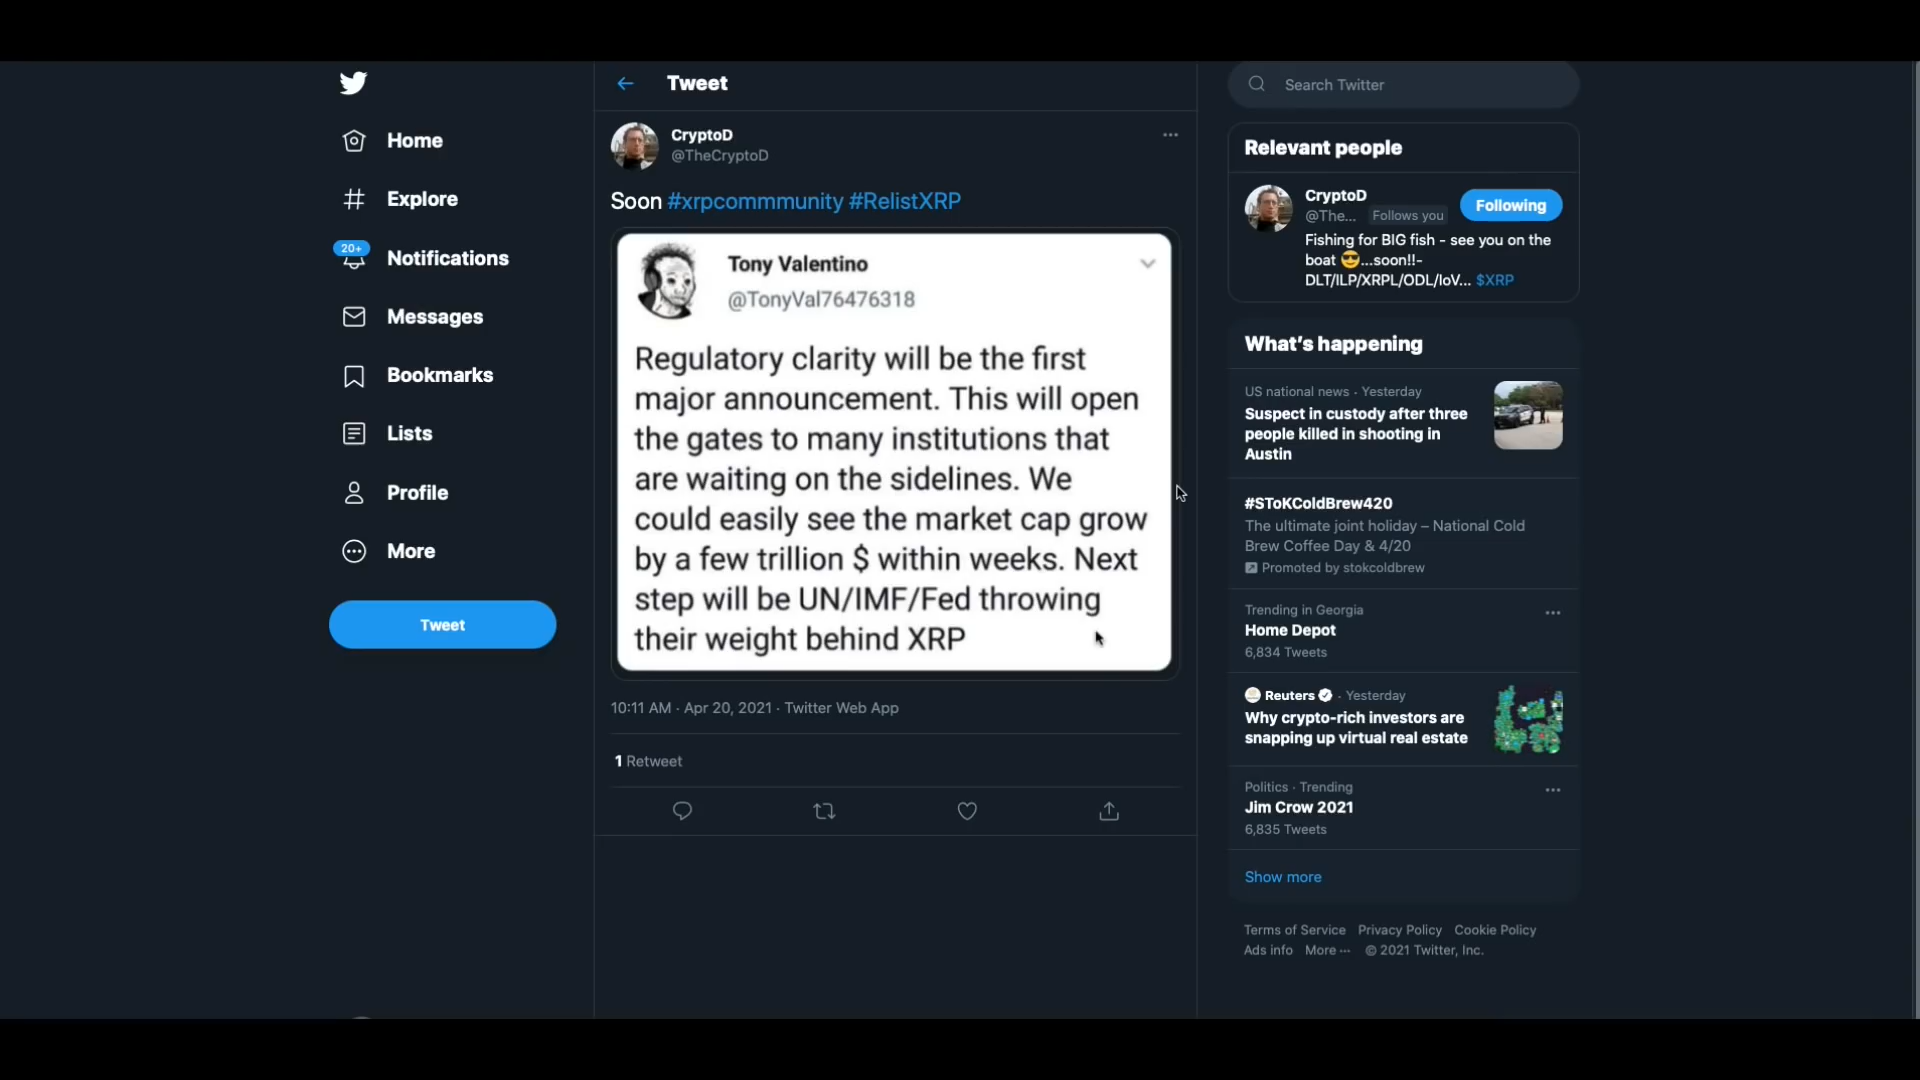 Home
Explore
20+
Notifications
Messages
Bookmarks
Lists
Profile
More
Tweet
Tweet
CryptoD
@TheCryptoD
Soon #xrpcommmunity #RelistXRP
Tony Valentino
@TonyVal76476318
Regulatory clarity will be the first
major announcement. This will open
the gates to many institutions that
are waiting on the sidelines. We
could easily see the market cap grow
by a few trillion $ within weeks. Next
step will be UN/IMF/Fed throwing
their weight behind XRP
10:11 AM · Apr 20, 2021 · Twitter Web App
1 Retweet
Search Twitter
Relevant people
CryptoD
@The... Follows you
Following
Fishing for BIG fish - see you on the
boat 😎...soon!!-
DLT/ILP/XRPL/ODL/IoV... $XRP
What's happening
US national news · Yesterday
Suspect in custody after three
people killed in shooting in
Austin
#SToKColdBrew420
The ultimate joint holiday – National Cold
Brew Coffee Day & 4/20
Promoted by stokcoldbrew
Trending in Georgia
Home Depot
6,834 Tweets
Reuters · Yesterday
Why crypto-rich investors are
snapping up virtual real estate
Politics · Trending
Jim Crow 2021
6,835 Tweets
Show more
Terms of Service Privacy Policy Cookie Policy
Ads info More ··· © 2021 Twitter, Inc.